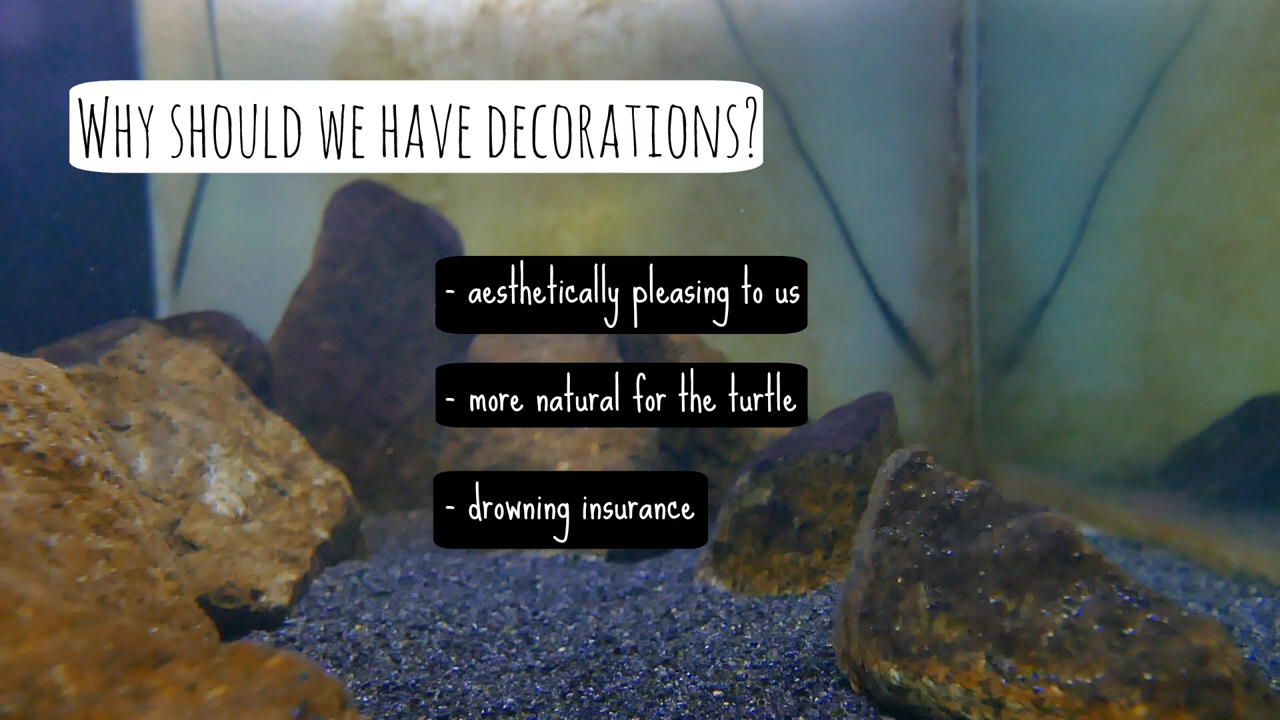 Why should we have decorations?
- aesthetically pleasing to us
- more natural for the turtle
- drowning insurance